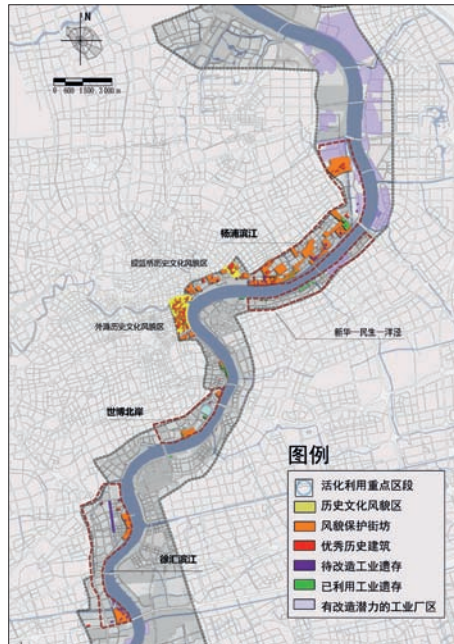 N
0 600 1 500 3 000 m
杨浦滨江
提篮桥历史文化风貌区
外滩历史文化风貌区
新华—民生—洋泾
世博北岸
徐汇滨江
图例
活化利用重点区段
历史文化风貌区
风貌保护街坊
优秀历史建筑
待改造工业遗存
已利用工业遗存
有改造潜力的工业厂区